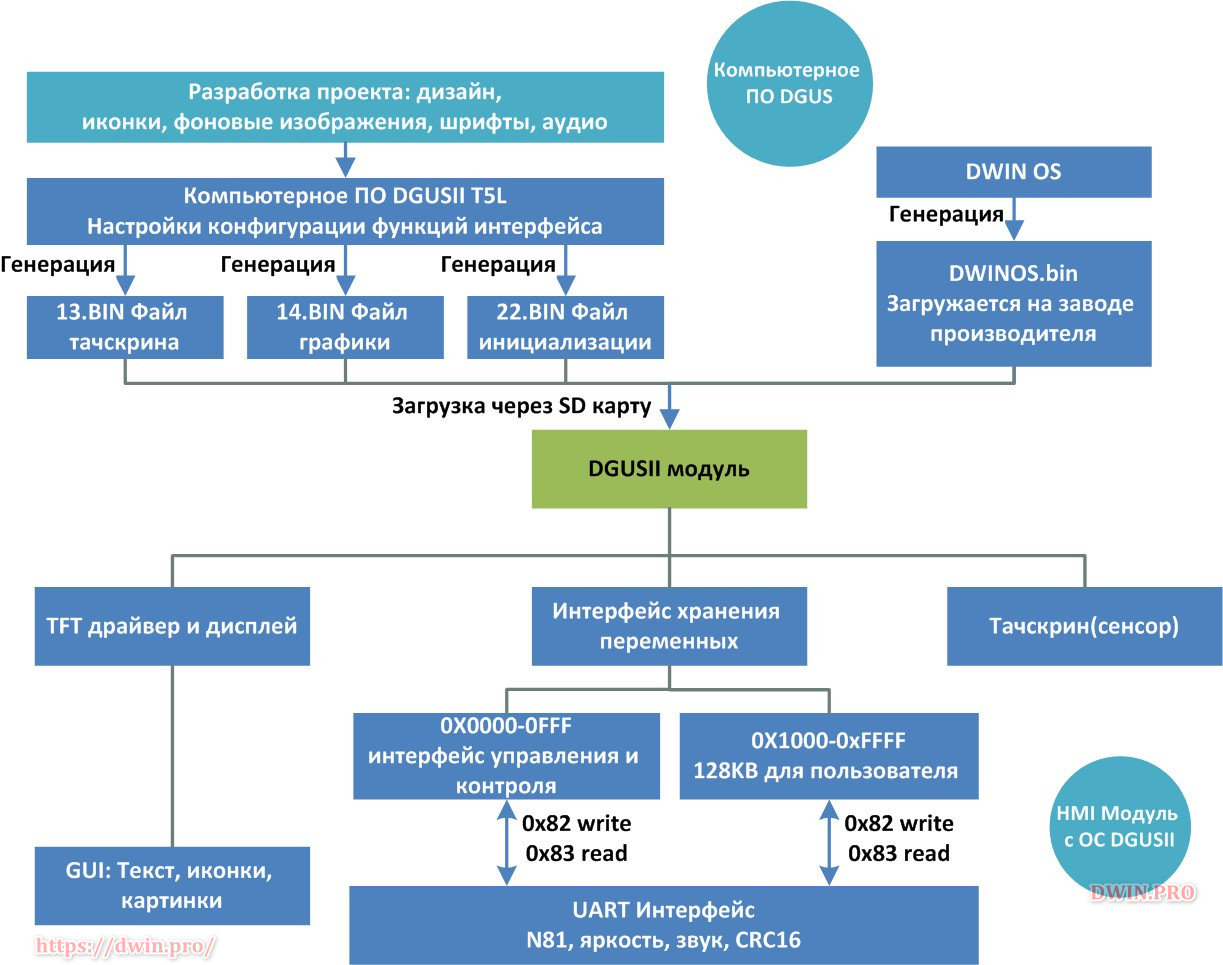 Компьютерное
ПО DGUS
Разработка проекта: дизайн,
иконки, фоновые изображения, шрифты, аудио
Компьютерное ПО DGUSII T5L
Настройки конфигурации функций интерфейса
DWIN OS
Генерация
Генерация
Генерация
Генерация
13.BIN Файл
тачскрина
14.BIN Файл
графики
22.BIN Файл
инициализации
DWINOS.bin
Загружается на заводе
производителя
Загрузка через SD карту
DGUSII модуль
TFT драйвер и дисплей
Интерфейс хранения
переменных
Тачскрин(сенсор)
0X0000-0FFF
интерфейс управления и
контроля
0X1000-0xFFFF
128KB для пользователя
0x82 write
0x83 read
0x82 write
0x83 read
HMI Модуль
с ОС DGUSII
DWIN.PRO
GUI: Текст, иконки,
картинки
UART Интерфейс
N81, яркость, звук, CRC16
https://dwin.pro/